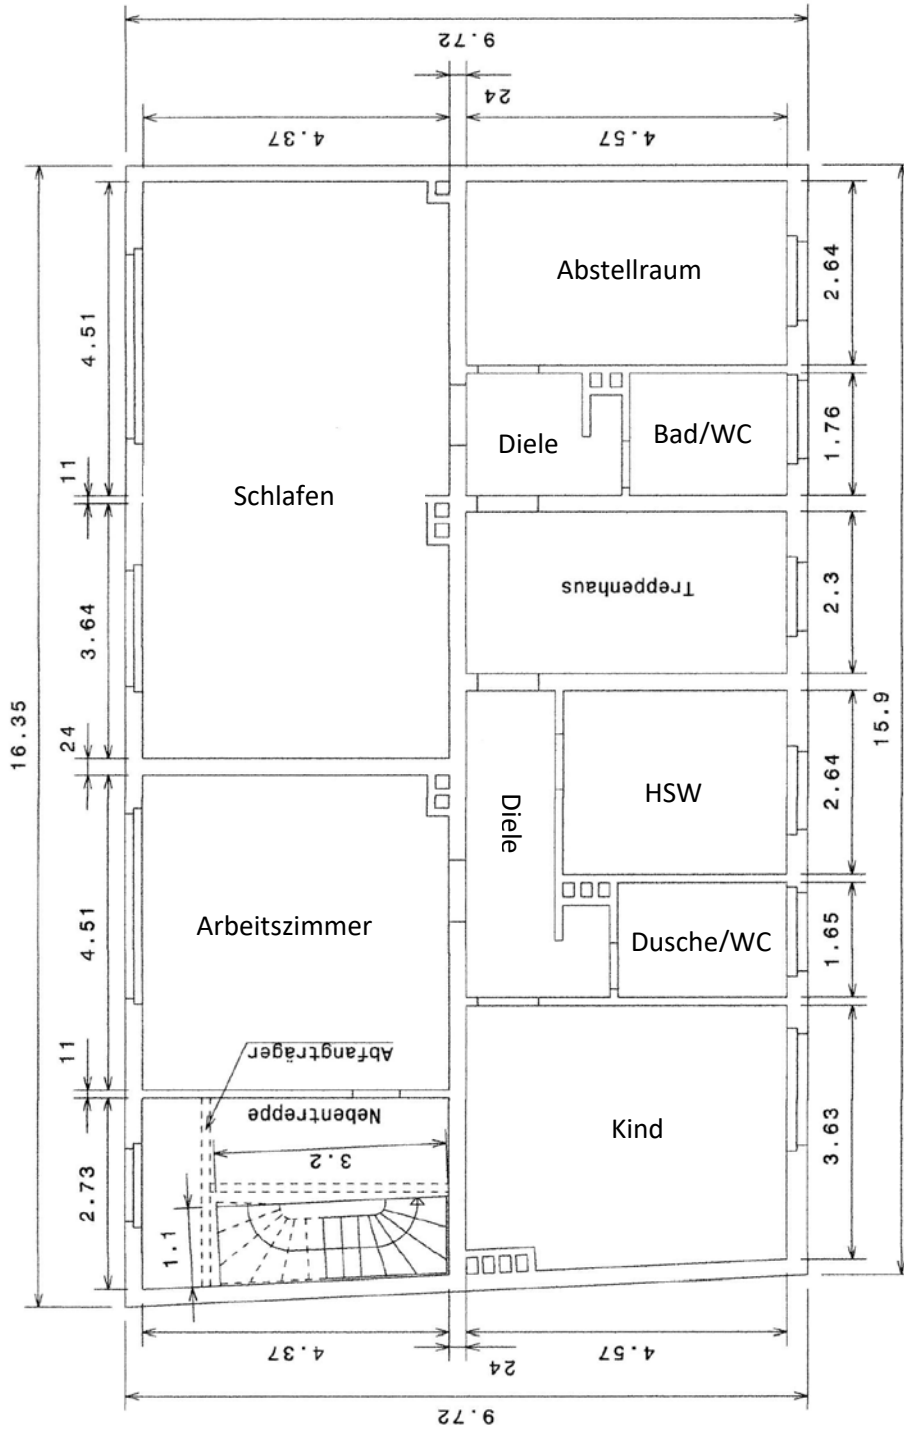 9.72
24
4.37
4.57
4.51
Abstellraum
2.64
Diele
Bad/WC
1.76
11
Schlafen
Treppenhaus
2.3
3.64
16.35
24
15.9
HSW
2.64
Diele
4.51
Arbeitszimmer
Dusche/WC
1.65
11
Abfangträger
Nebentreppe
Kind
3.63
2.73
3.2
1.1
4.37
24
4.57
9.72